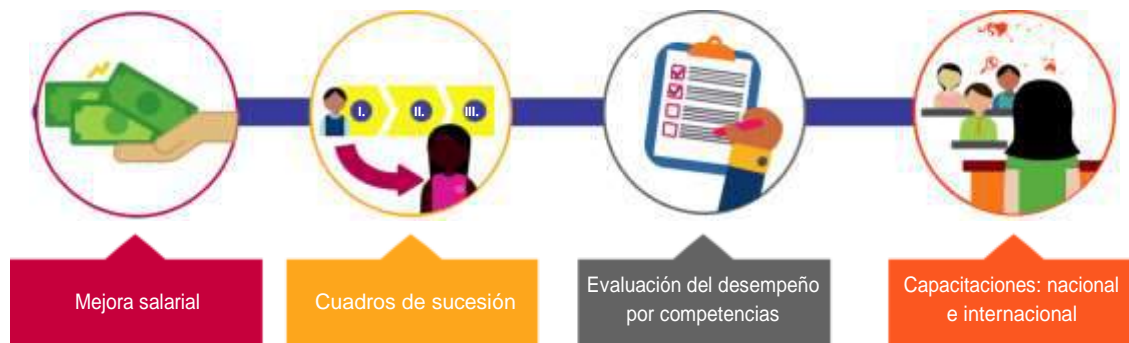 I.
II.
III.
Mejora salarial
Cuadros de sucesión
Evaluación del desempeño
por competencias
Capacitaciones: nacional
e internacional